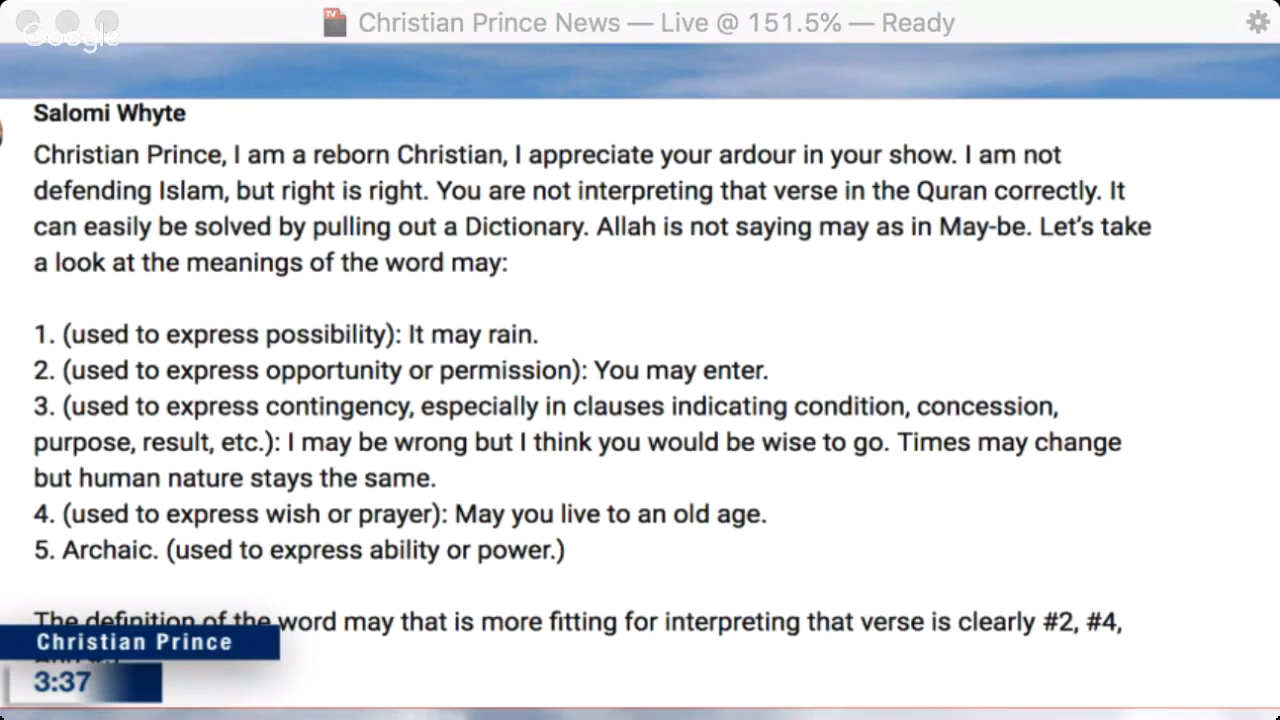 Christian Prince News — Live @ 151.5% — Ready
Google
Salomi Whyte
Christian Prince, I am a reborn Christian, I appreciate your ardour in your show. I am not
defending Islam, but right is right. You are not interpreting that verse in the Quran correctly. It
can easily be solved by pulling out a Dictionary. Allah is not saying may as in May-be. Let’s take
a look at the meanings of the word may:
1. (used to express possibility): It may rain.
2. (used to express opportunity or permission): You may enter.
3. (used to express contingency, especially in clauses indicating condition, concession,
purpose, result, etc.): I may be wrong but I think you would be wise to go. Times may change
but human nature stays the same.
4. (used to express wish or prayer): May you live to an old age.
5. Archaic. (used to express ability or power.)
The definition of the word may that is more fitting for interpreting that verse is clearly #2, #4,
Christian Prince
3:37